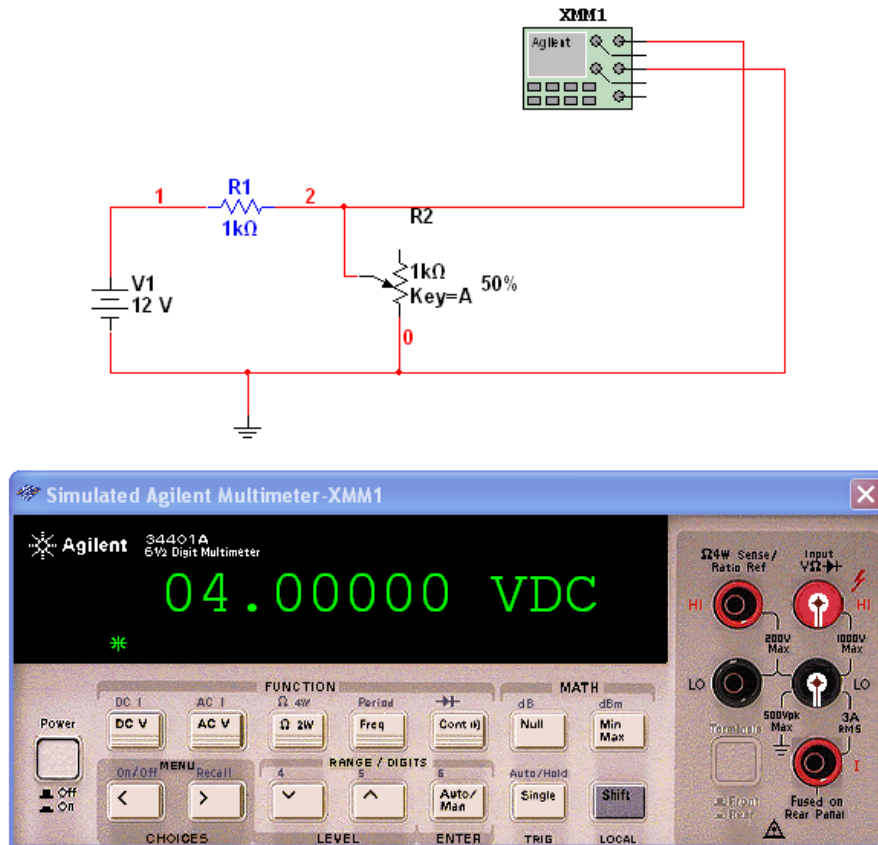 XMM1
Agilent
R1
1 2
1kΩ
R2
V1
12 V
1kΩ
50%
Key=A
0
Simulated Agilent Multimeter-XMM1
Agilent 34401A
6½ Digit Multimeter
04.00000 VDC
Ω4W Sense/
Ratio Ref
Input
VΩ
HI HI
200V
Max
1000V
Max
LO LO
500Vpk
Max
3A
RMS
Terminals
I
Front
Rear
Fused on
Rear Panal
FUNCTION MATH
DC I AC I Ω 4W Period dB dBm
Power
DC V AC V Ω 2W Freq Cont Null Min
Max
Off
On
On/Off MENU Recall RANGE / DIGITS Auto/Hold
4 5 6
< > Auto/
Man Single Shift
CHOICES LEVEL ENTER TRIG LOCAL